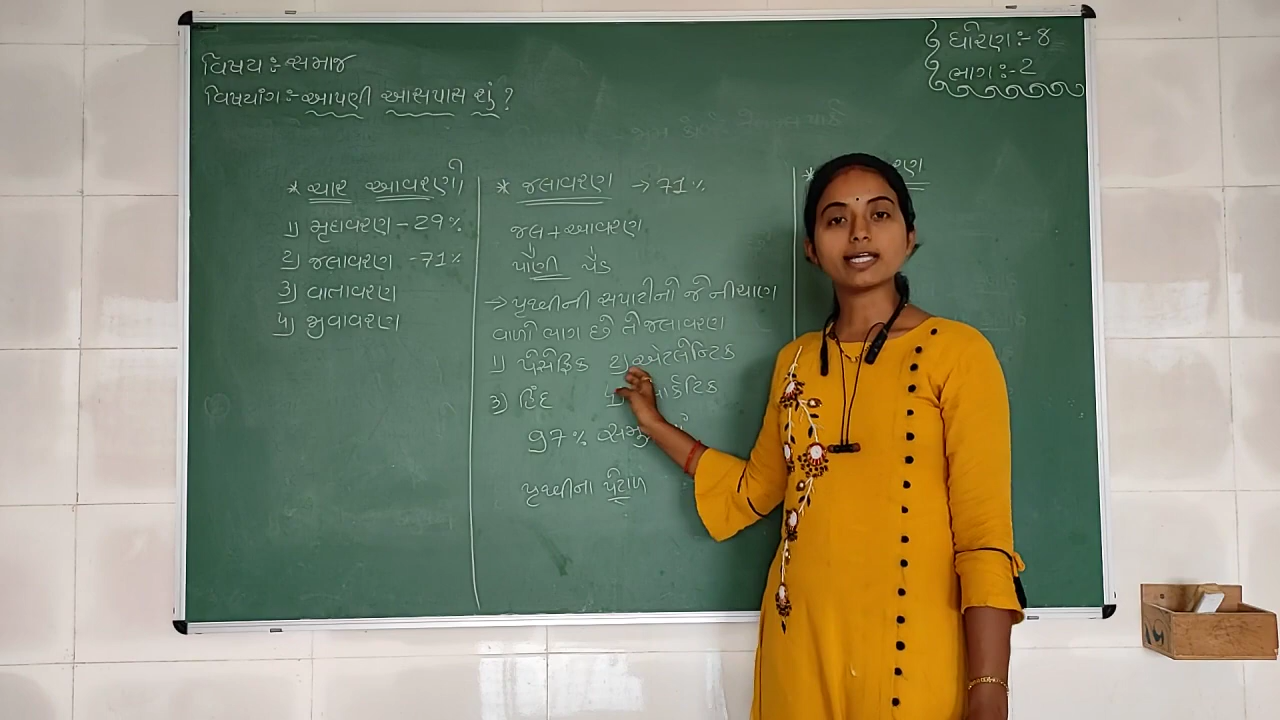 વિષય :- સમાજ
વિષયાંગ :- આપણી આસપાસ શું ?
ધોરણ :- 8
ભાગ :- 2
* ચાર આવરણો
1) મૃદાવરણ - 29 %
2) જલાવરણ - 71 %
3) વાતાવરણ
4) જીવાવરણ
* જલાવરણ → 71 %
જલ + આવરણ
પાણી
→ પૃથ્વીની સપાટીનો જે નીચાણ
વાળો ભાગ છે તે જલાવરણ
1) પેસેફિક 2) એટલેન્ટિક
3) હિંદ
97 %
પૃથ્વીના પેટાળ
*